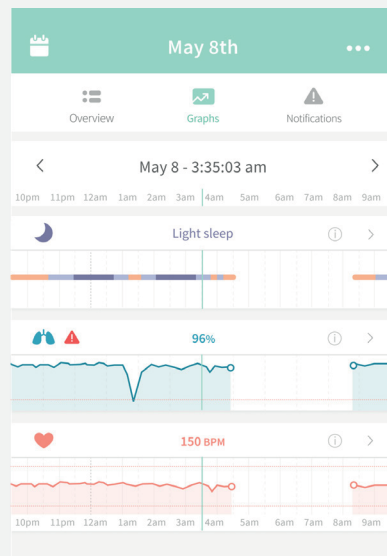 May 8th
Overview Graphs Notifications
May 8 - 3:35:03 am
10pm 11pm 12am 1am 2am 3am 4am 5am 6am 7am 8am 9am
Light sleep
96%
150 BPM
10pm 11pm 12am 1am 2am 3am 4am 5am 6am 7am 8am 9am